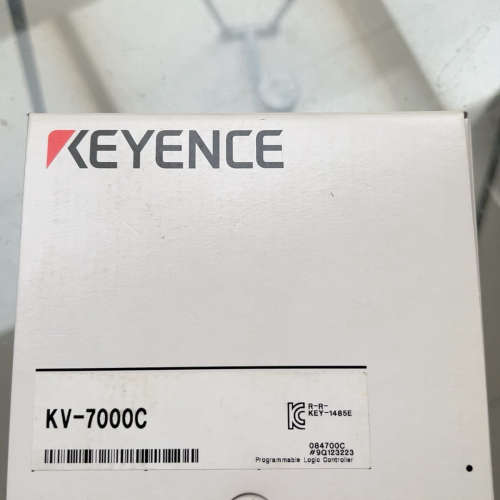 KEYENCE
KV-7000C
R-R-
KEY-1485E
084700C
#9Q123223
Programmable Logic Controller